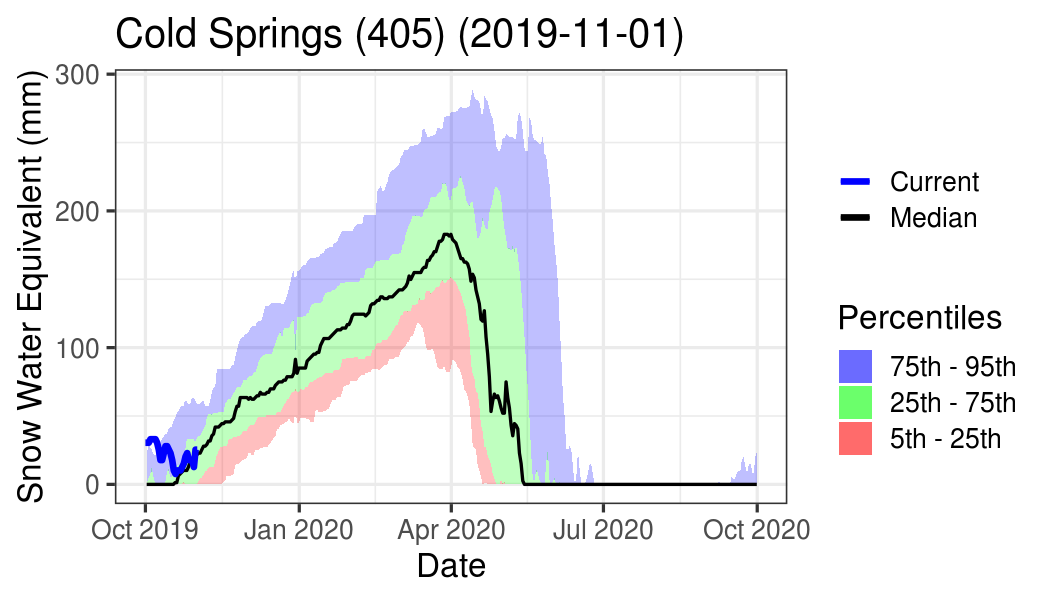 Cold Springs (405) (2019-11-01)
Snow Water Equivalent (mm)
300
200
100
0
Oct 2019
Jan 2020
Apr 2020
Jul 2020
Oct 2020
Date
Current
Median
Percentiles
75th - 95th
25th - 75th
5th - 25th